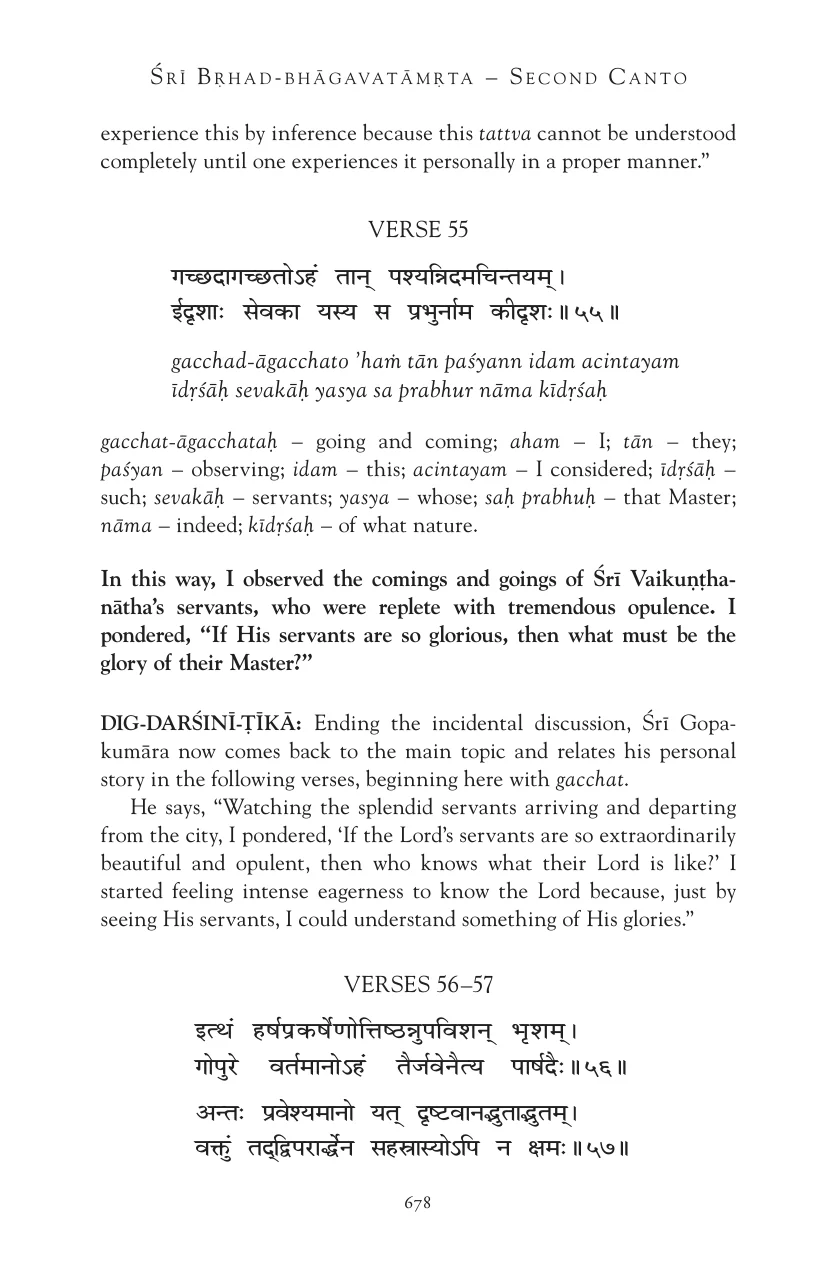 ŚRĪ BṚHAD-BHĀGAVATĀMṚTA – SECOND CANTO
experience this by inference because this tattva cannot be understood
completely until one experiences it personally in a proper manner.”
VERSE 55
गच्छदागच्छतोऽहं तान् पश्यन्निदमचिन्तयम्।
ईदृशाः सेवका यस्य स प्रभुर्नाम कीदृशः॥५५॥
gacchad-āgacchato ’haṁ tān paśyann idam acintayam
īdṛśāḥ sevakāḥ yasya sa prabhur nāma kīdṛśaḥ
gacchat-āgacchataḥ – going and coming; aham – I; tān – they;
paśyan – observing; idam – this; acintayam – I considered; īdṛśāḥ –
such; sevakāḥ – servants; yasya – whose; saḥ prabhuḥ – that Master;
nāma – indeed; kīdṛśaḥ – of what nature.
In this way, I observed the comings and goings of Śrī Vaikuṇṭha-
nātha’s servants, who were replete with tremendous opulence. I
pondered, “If His servants are so glorious, then what must be the
glory of their Master?”
DIG-DARŚINĪ-ṬĪKĀ: Ending the incidental discussion, Śrī Gopa-
kumāra now comes back to the main topic and relates his personal
story in the following verses, beginning here with gacchat.
He says, “Watching the splendid servants arriving and departing
from the city, I pondered, ‘If the Lord’s servants are so extraordinarily
beautiful and opulent, then who knows what their Lord is like?’ I
started feeling intense eagerness to know the Lord because, just by
seeing His servants, I could understand something of His glories.”
VERSES 56–57
इत्थं हर्षप्रकर्षेणोत्तिष्ठन्नुपविशन् भृशम्।
गोपुरे वर्तमानोऽहं तैर्जवेनैत्य पार्षदैः॥५६॥
अन्तः प्रवेश्यमानो यत् दृष्टवानद्भुताद्भुतम्।
वक्तुं तद्द्विपरार्द्धेन सहस्रास्योऽपि न क्षमः॥५७॥
678